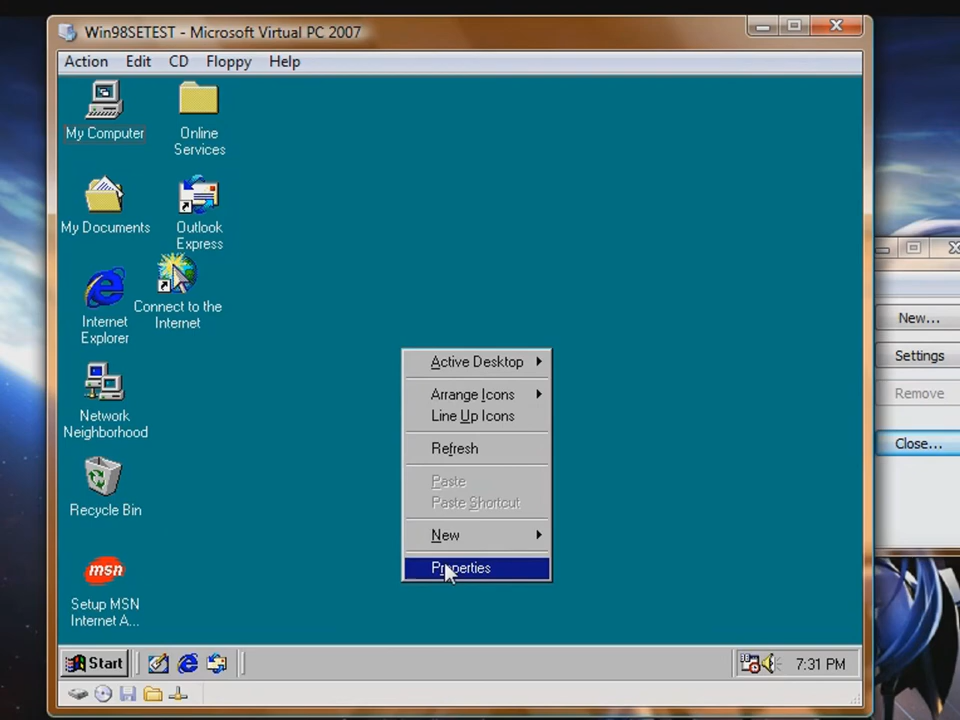 Win98SETEST - Microsoft Virtual PC 2007
Action Edit CD Floppy Help
My Computer
Online
Services
My Documents
Outlook
Express
Internet
Explorer
Connect to the
Internet
Network
Neighborhood
Recycle Bin
msn
Setup MSN
Internet A...
Active Desktop
Arrange Icons
Line Up Icons
Refresh
Paste
Paste Shortcut
New
Properties
New...
Settings
Remove
Close...
Start
7:31 PM